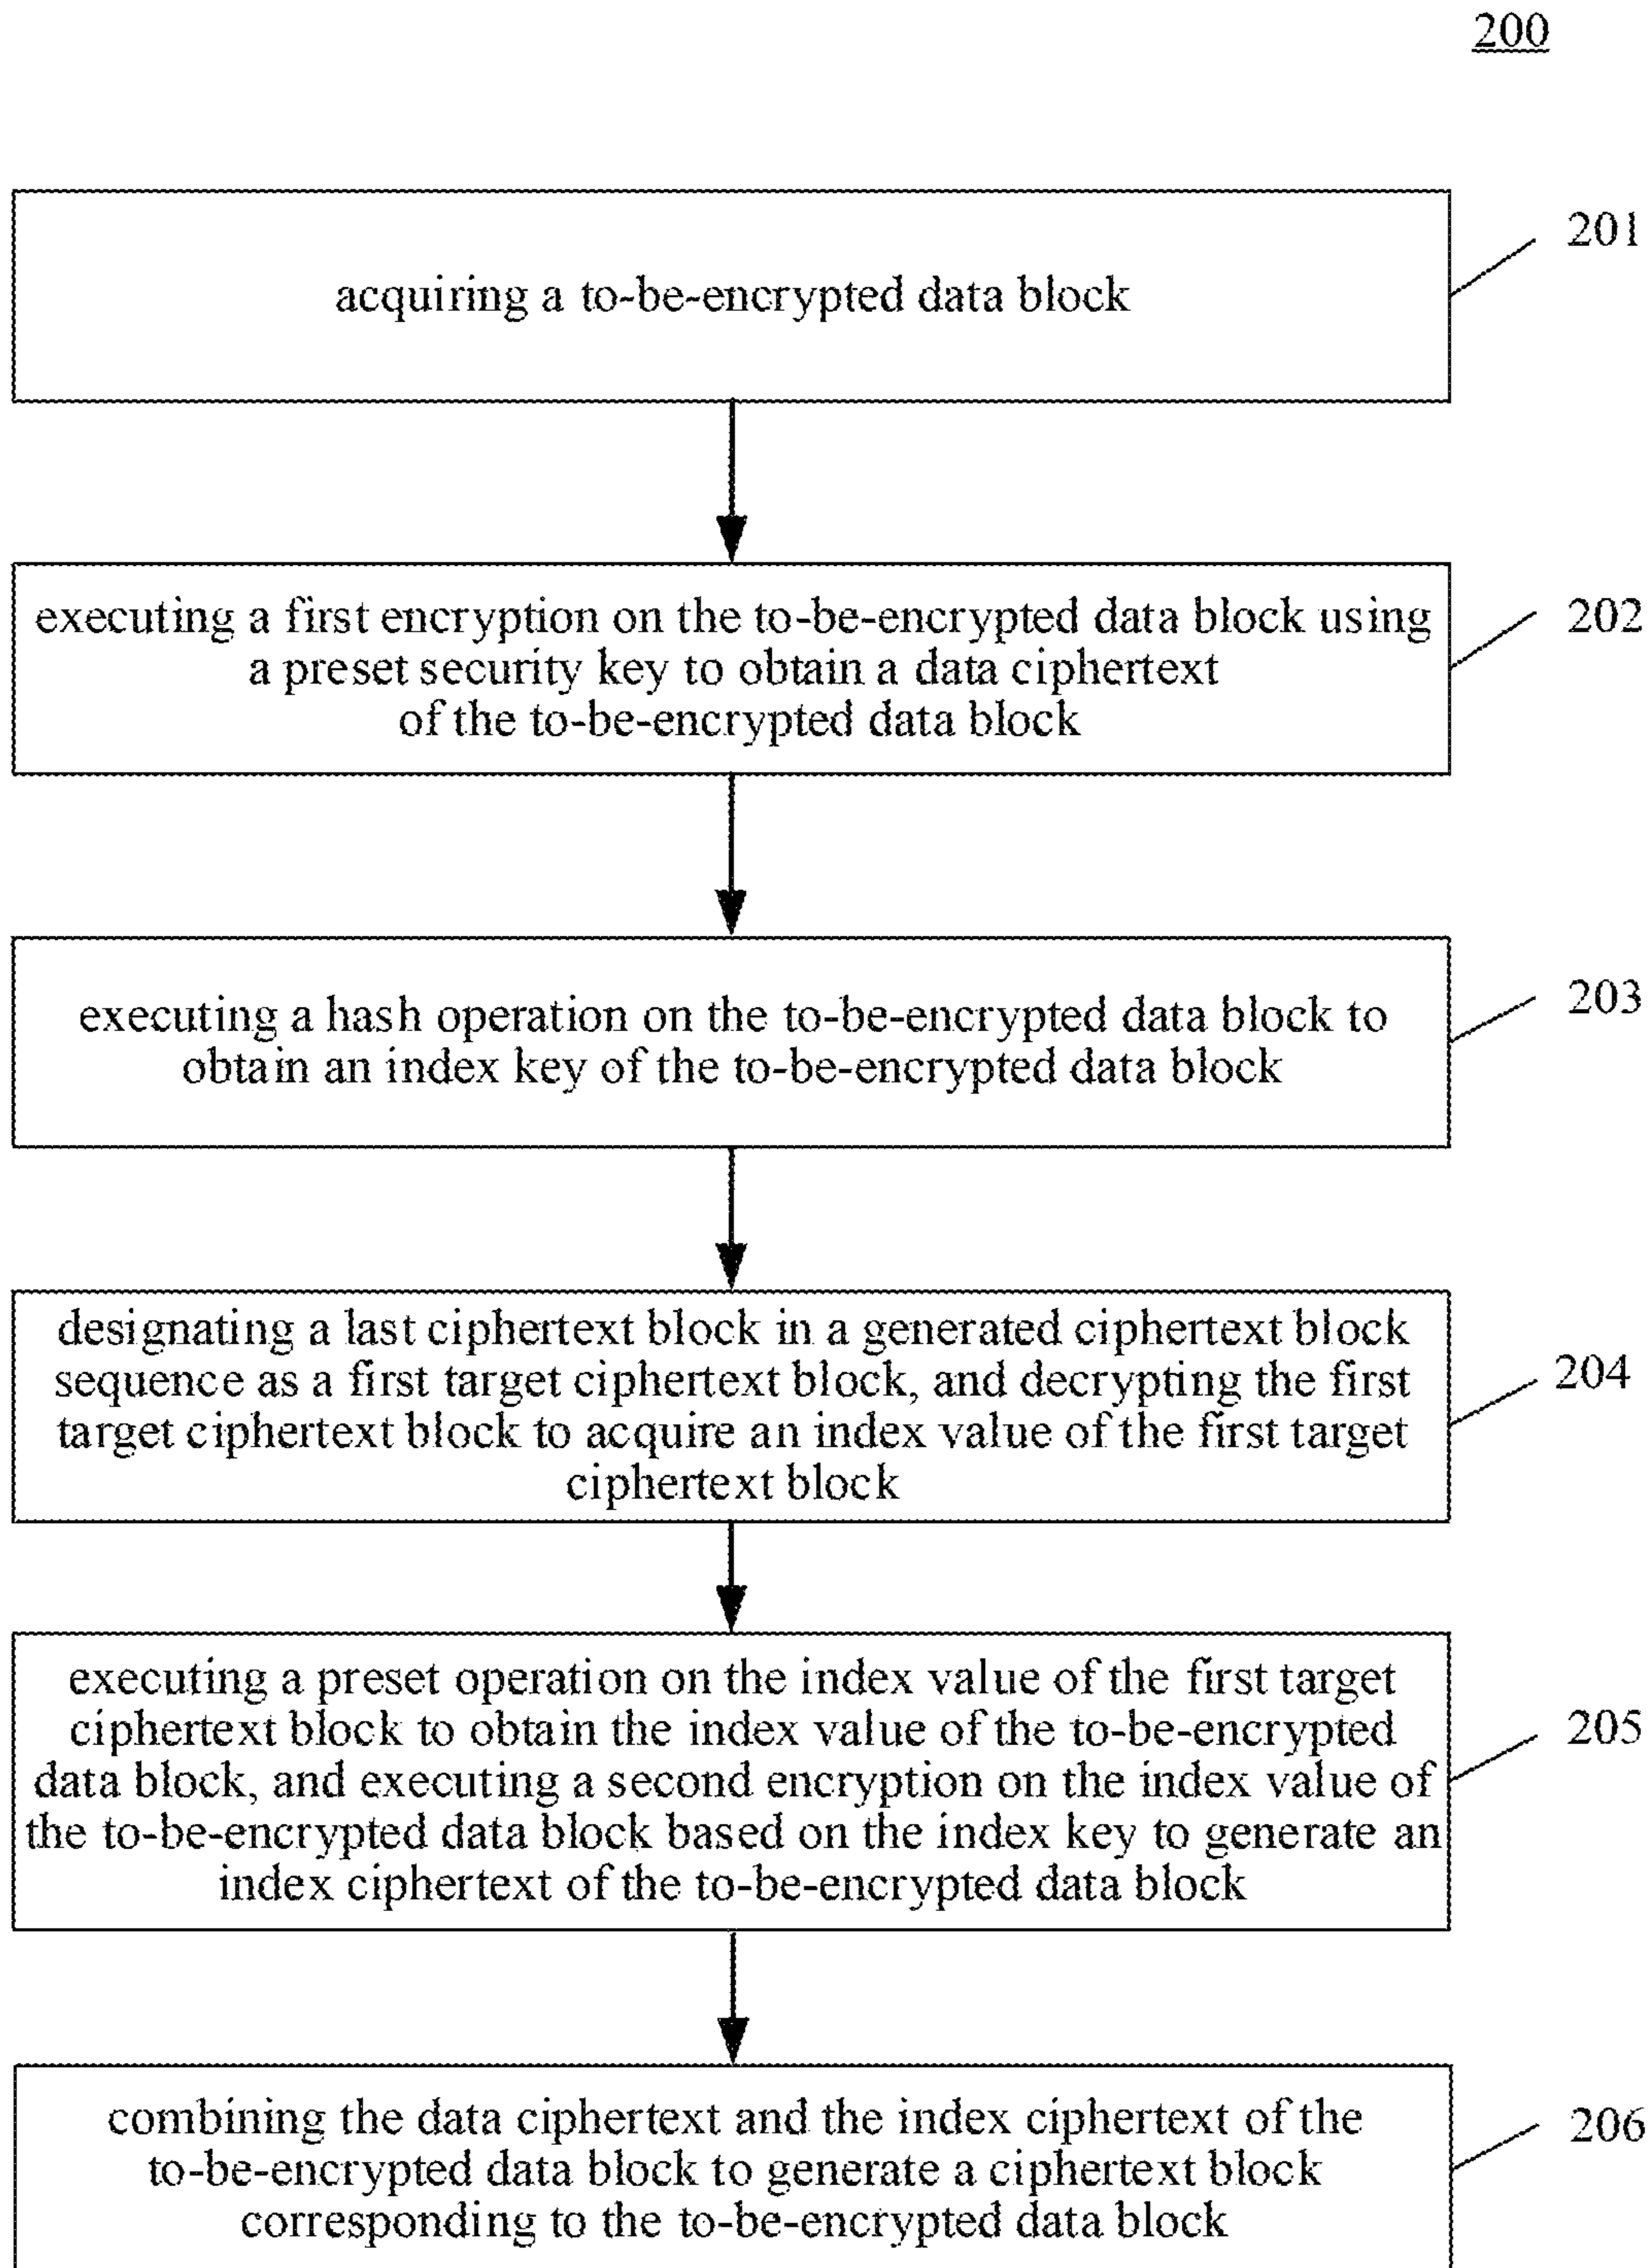 200
201
acquiring a to-be-encrypted data block
202
executing a first encryption on the to-be-encrypted data block using
a preset security key to obtain a data ciphertext
of the to-be-encrypted data block
203
executing a hash operation on the to-be-encrypted data block to
obtain an index key of the to-be-encrypted data block
204
designating a last ciphertext block in a generated ciphertext block
sequence as a first target ciphertext block, and decrypting the first
target ciphertext block to acquire an index value of the first target
ciphertext block
205
executing a preset operation on the index value of the first target
ciphertext block to obtain the index value of the to-be-encrypted
data block, and executing a second encryption on the index value of
the to-be-encrypted data block based on the index key to generate an
index ciphertext of the to-be-encrypted data block
206
combining the data ciphertext and the index ciphertext of the
to-be-encrypted data block to generate a ciphertext block
corresponding to the to-be-encrypted data block